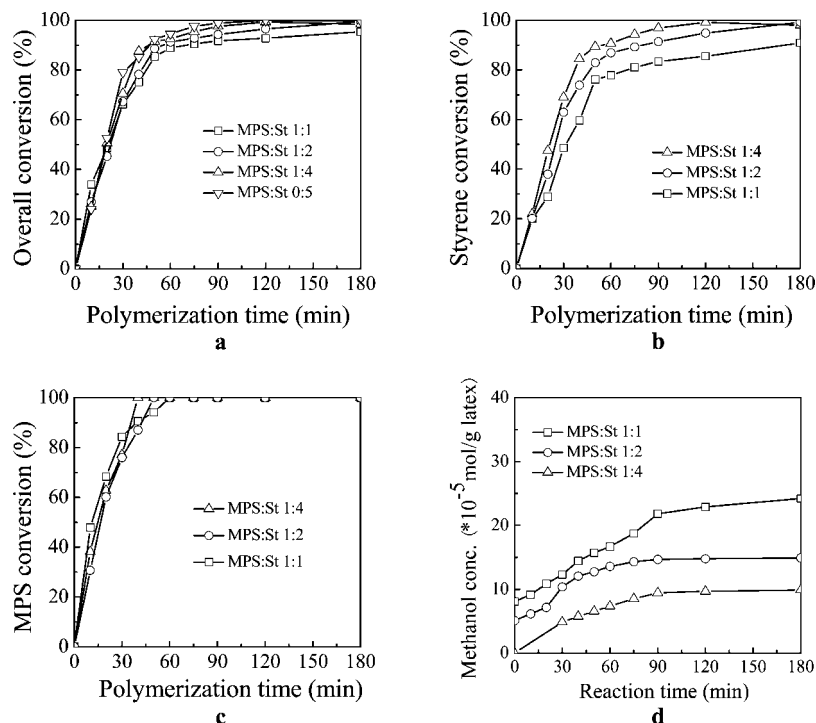 100
80
60
40
20
0
Overall conversion (%)
MPS:St 1:1
MPS:St 1:2
MPS:St 1:4
MPS:St 0:5
0 30 60 90 120 150 180
Polymerization time (min)
a
100
80
60
40
20
0
Styrene conversion (%)
MPS:St 1:4
MPS:St 1:2
MPS:St 1:1
0 30 60 90 120 150 180
Polymerization time (min)
b
100
80
60
40
20
0
MPS conversion (%)
MPS:St 1:4
MPS:St 1:2
MPS:St 1:1
0 30 60 90 120 150 180
Polymerization time (min)
c
40
30
20
10
0
Methanol conc. (*10⁻⁵ mol/g latex)
MPS:St 1:1
MPS:St 1:2
MPS:St 1:4
0 30 60 90 120 150 180
Reaction time (min)
d